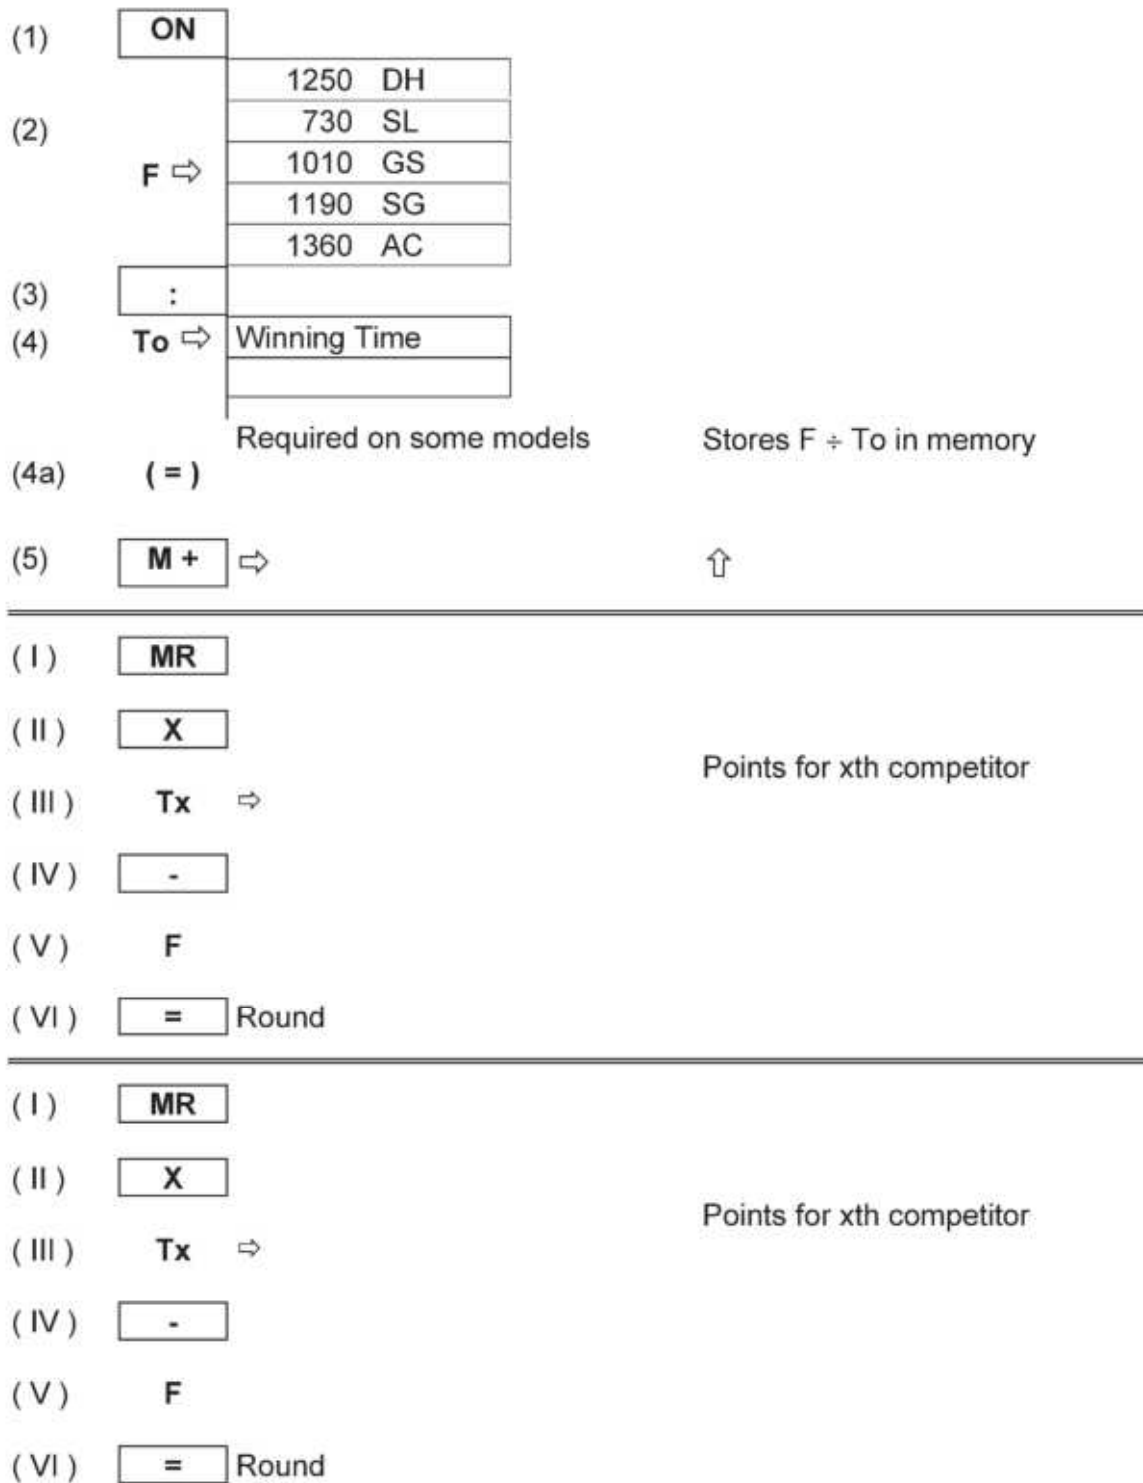 (1) ON
1250 DH
(2) 730 SL
F ⇨ 1010 GS
1190 SG
1360 AC
(3) :
(4) To ⇨ Winning Time
Required on some models Stores F ÷ To in memory
(4a) ( = )
(5) M + ⇨ ⇧
( I ) MR
( II ) X
Points for xth competitor
( III ) Tx ⇨
( IV ) -
( V ) F
( VI ) = Round
( I ) MR
( II ) X
Points for xth competitor
( III ) Tx ⇨
( IV ) -
( V ) F
( VI ) = Round